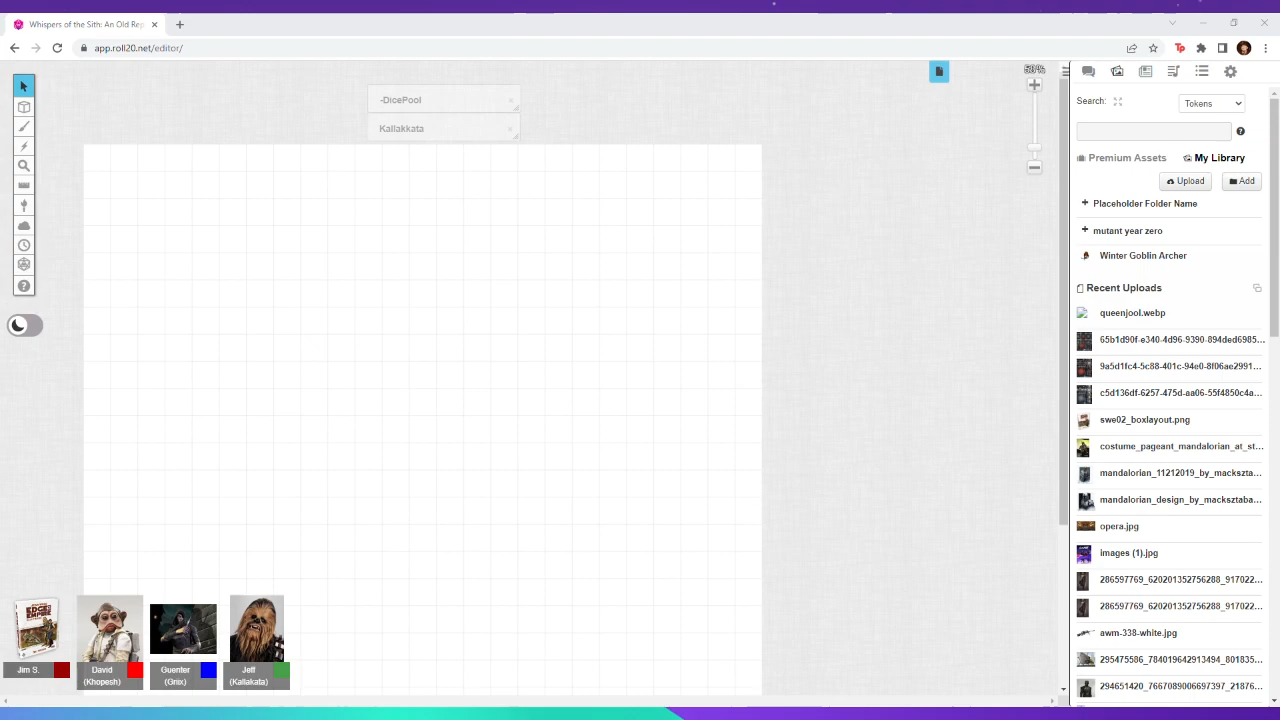 Whispers of the Sith: An Old Rep
app.roll20.net/editor/
50%
-DicePool
Kallakkata
Search:
Tokens
Premium Assets
My Library
Upload
Add
Placeholder Folder Name
mutant year zero
Winter Goblin Archer
Recent Uploads
queenjool.webp
65b1d90f-e340-4d96-9390-894ded6985...
9a5d1fc4-5c88-401c-94e0-8f06ae2991...
c5d136df-6257-475d-aa06-55f4850c4a...
swe02_boxlayout.png
costume_pageant_mandalorian_at_st...
mandalorian_11212019_by_mackszta...
mandalorian_design_by_macksztaba...
opera.jpg
images (1).jpg
286597769_620201352756288_917022...
286597769_620201352756288_917022...
awm-338-white.jpg
295475586_784019642913494_801835...
294651420_7667089006697397_21876...
Jim S.
David
(Khopesh)
Guenter
(Gnix)
Jeff
(Kallakata)